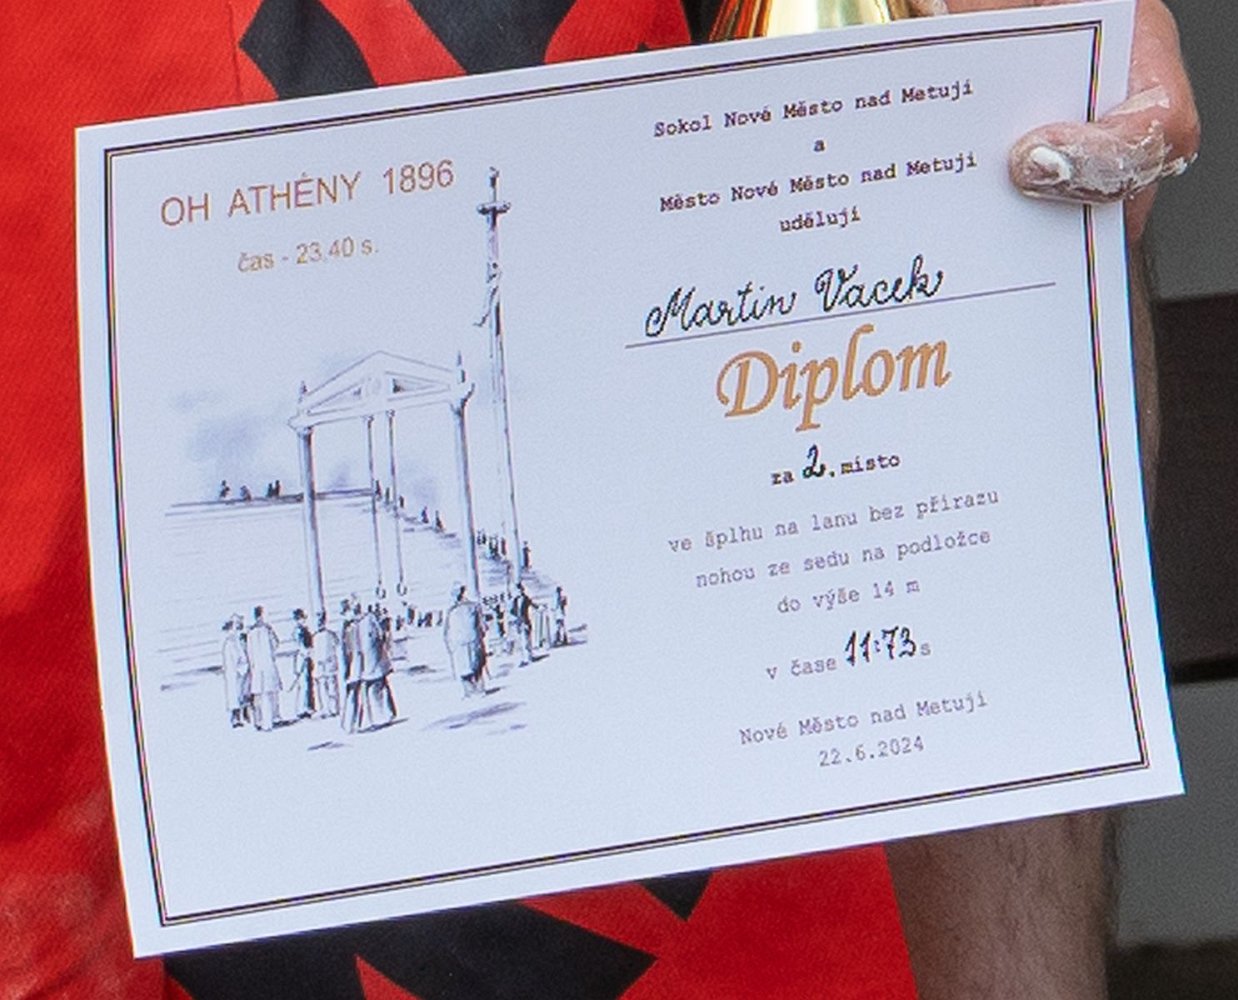 OH ATHÉNY 1896
čas - 23.40 s.
Sokol Nové Město nad Metují
a
Město Nové Město nad Metují
udělují
Martin Vacek
Diplom
za 2. místo
ve šplhu na lanu bez přírazu
nohou ze sedu na podložce
do výše 14 m
v čase 11:73 s
Nové Město nad Metují
22.6.2024